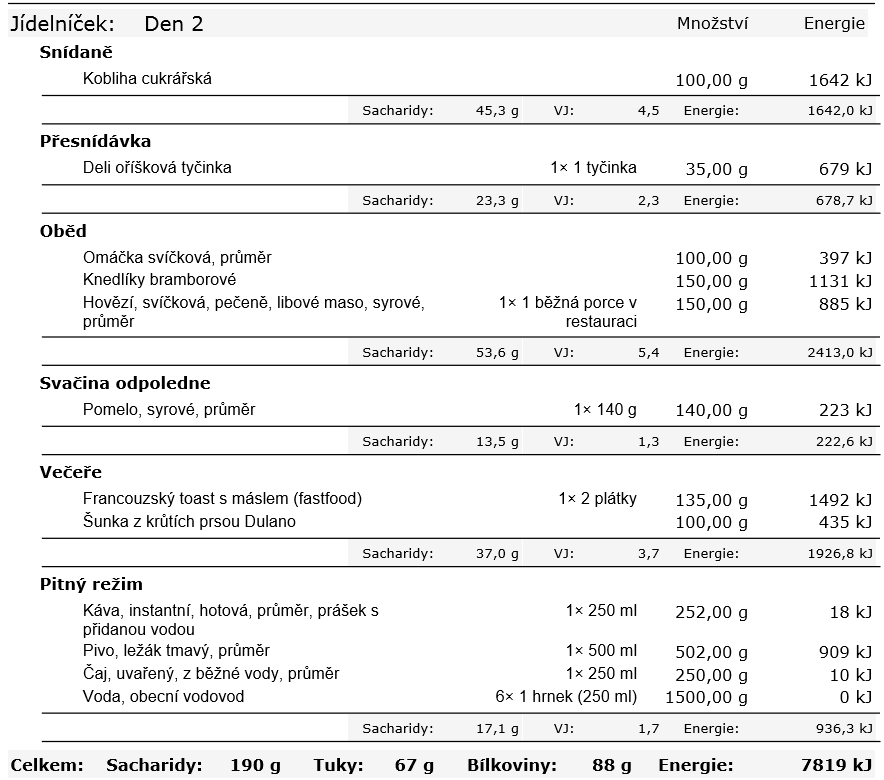 Jídelníček: Den 2 Množství Energie
Snídaně
Kobliha cukrářská 100,00 g 1642 kJ
Sacharidy: 45,3 g VJ: 4,5 Energie: 1642,0 kJ
Přesnídávka
Deli oříšková tyčinka 1× 1 tyčinka 35,00 g 679 kJ
Sacharidy: 23,3 g VJ: 2,3 Energie: 678,7 kJ
Oběd
Omáčka svíčková, průměr 100,00 g 397 kJ
Knedlíky bramborové 150,00 g 1131 kJ
Hovězí, svíčková, pečeně, libové maso, syrové, 1× 1 běžná porce v 150,00 g 885 kJ
průměr restauraci
Sacharidy: 53,6 g VJ: 5,4 Energie: 2413,0 kJ
Svačina odpoledne
Pomelo, syrové, průměr 1× 140 g 140,00 g 223 kJ
Sacharidy: 13,5 g VJ: 1,3 Energie: 222,6 kJ
Večeře
Francouzský toast s máslem (fastfood) 1× 2 plátky 135,00 g 1492 kJ
Šunka z krůtích prsou Dulano 100,00 g 435 kJ
Sacharidy: 37,0 g VJ: 3,7 Energie: 1926,8 kJ
Pitný režim
Káva, instantní, hotová, průměr, prášek s 1× 250 ml 252,00 g 18 kJ
přidanou vodou
Pivo, ležák tmavý, průměr 1× 500 ml 502,00 g 909 kJ
Čaj, uvařený, z běžné vody, průměr 1× 250 ml 250,00 g 10 kJ
Voda, obecní vodovod 6× 1 hrnek (250 ml) 1500,00 g 0 kJ
Sacharidy: 17,1 g VJ: 1,7 Energie: 936,3 kJ
Celkem: Sacharidy: 190 g Tuky: 67 g Bílkoviny: 88 g Energie: 7819 kJ